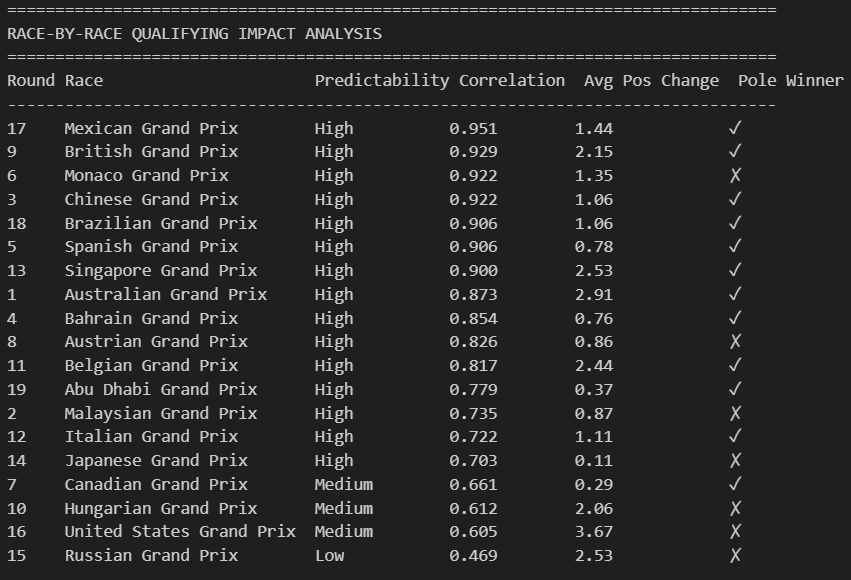 ================================================================================
RACE-BY-RACE QUALIFYING IMPACT ANALYSIS
================================================================================
Round Race                      Predictability Correlation  Avg Pos Change  Pole Winner
--------------------------------------------------------------------------------
17    Mexican Grand Prix        High          0.951        1.44            ✓
9     British Grand Prix        High          0.929        2.15            ✓
6     Monaco Grand Prix         High          0.922        1.35            ✗
3     Chinese Grand Prix        High          0.922        1.06            ✓
18    Brazilian Grand Prix      High          0.906        1.06            ✓
5     Spanish Grand Prix        High          0.906        0.78            ✓
13    Singapore Grand Prix      High          0.900        2.53            ✓
1     Australian Grand Prix     High          0.873        2.91            ✓
4     Bahrain Grand Prix        High          0.854        0.76            ✓
8     Austrian Grand Prix       High          0.826        0.86            ✗
11    Belgian Grand Prix        High          0.817        2.44            ✓
19    Abu Dhabi Grand Prix      High          0.779        0.37            ✓
2     Malaysian Grand Prix      High          0.735        0.87            ✗
12    Italian Grand Prix        High          0.722        1.11            ✓
14    Japanese Grand Prix       High          0.703        0.11            ✗
7     Canadian Grand Prix       Medium        0.661        0.29            ✓
10    Hungarian Grand Prix      Medium        0.612        2.06            ✗
16    United States Grand Prix  Medium        0.605        3.67            ✗
15    Russian Grand Prix        Low           0.469        2.53            ✗